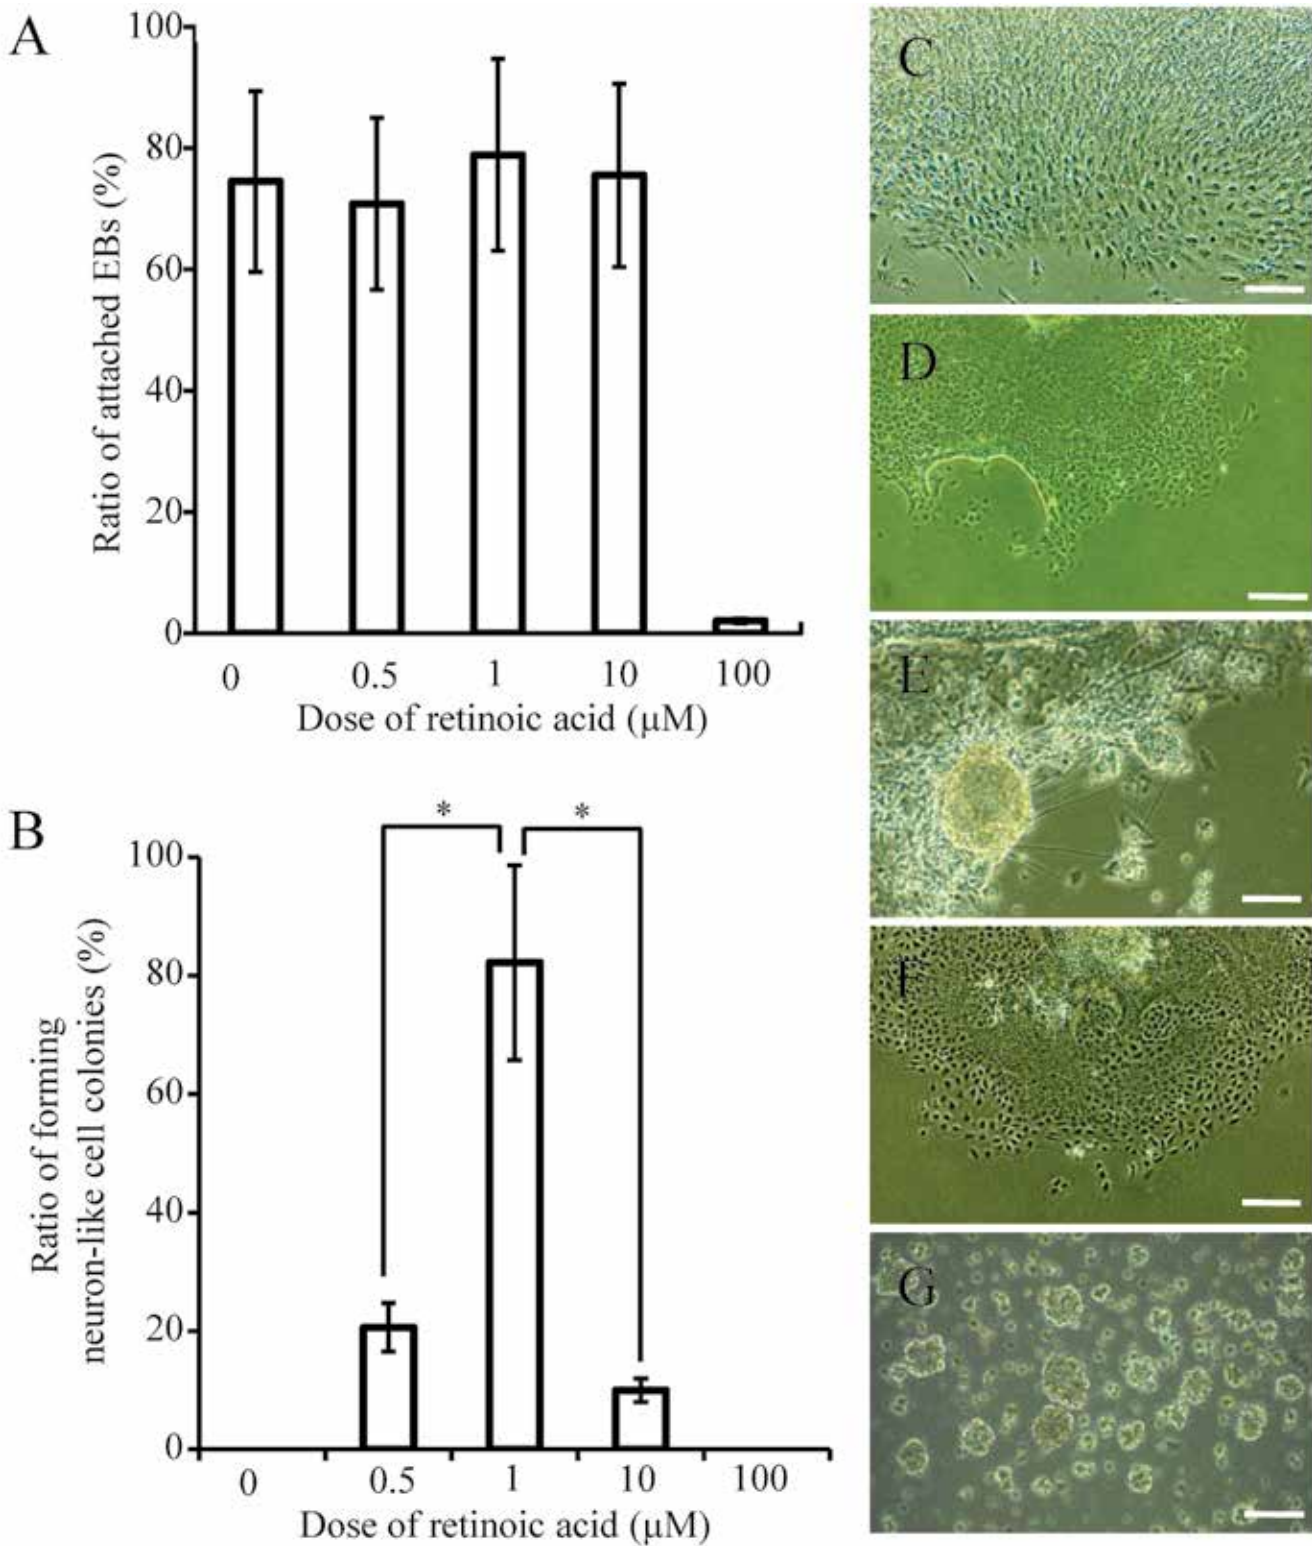 A
100
80
60
40
20
0
Ratio of attached EBs (%)
0 0.5 1 10 100
Dose of retinoic acid (μM)
B
* *
100
80
60
40
20
0
Ratio of forming
neuron-like cell colonies (%)
0 0.5 1 10 100
Dose of retinoic acid (μM)
C
D
E
F
G